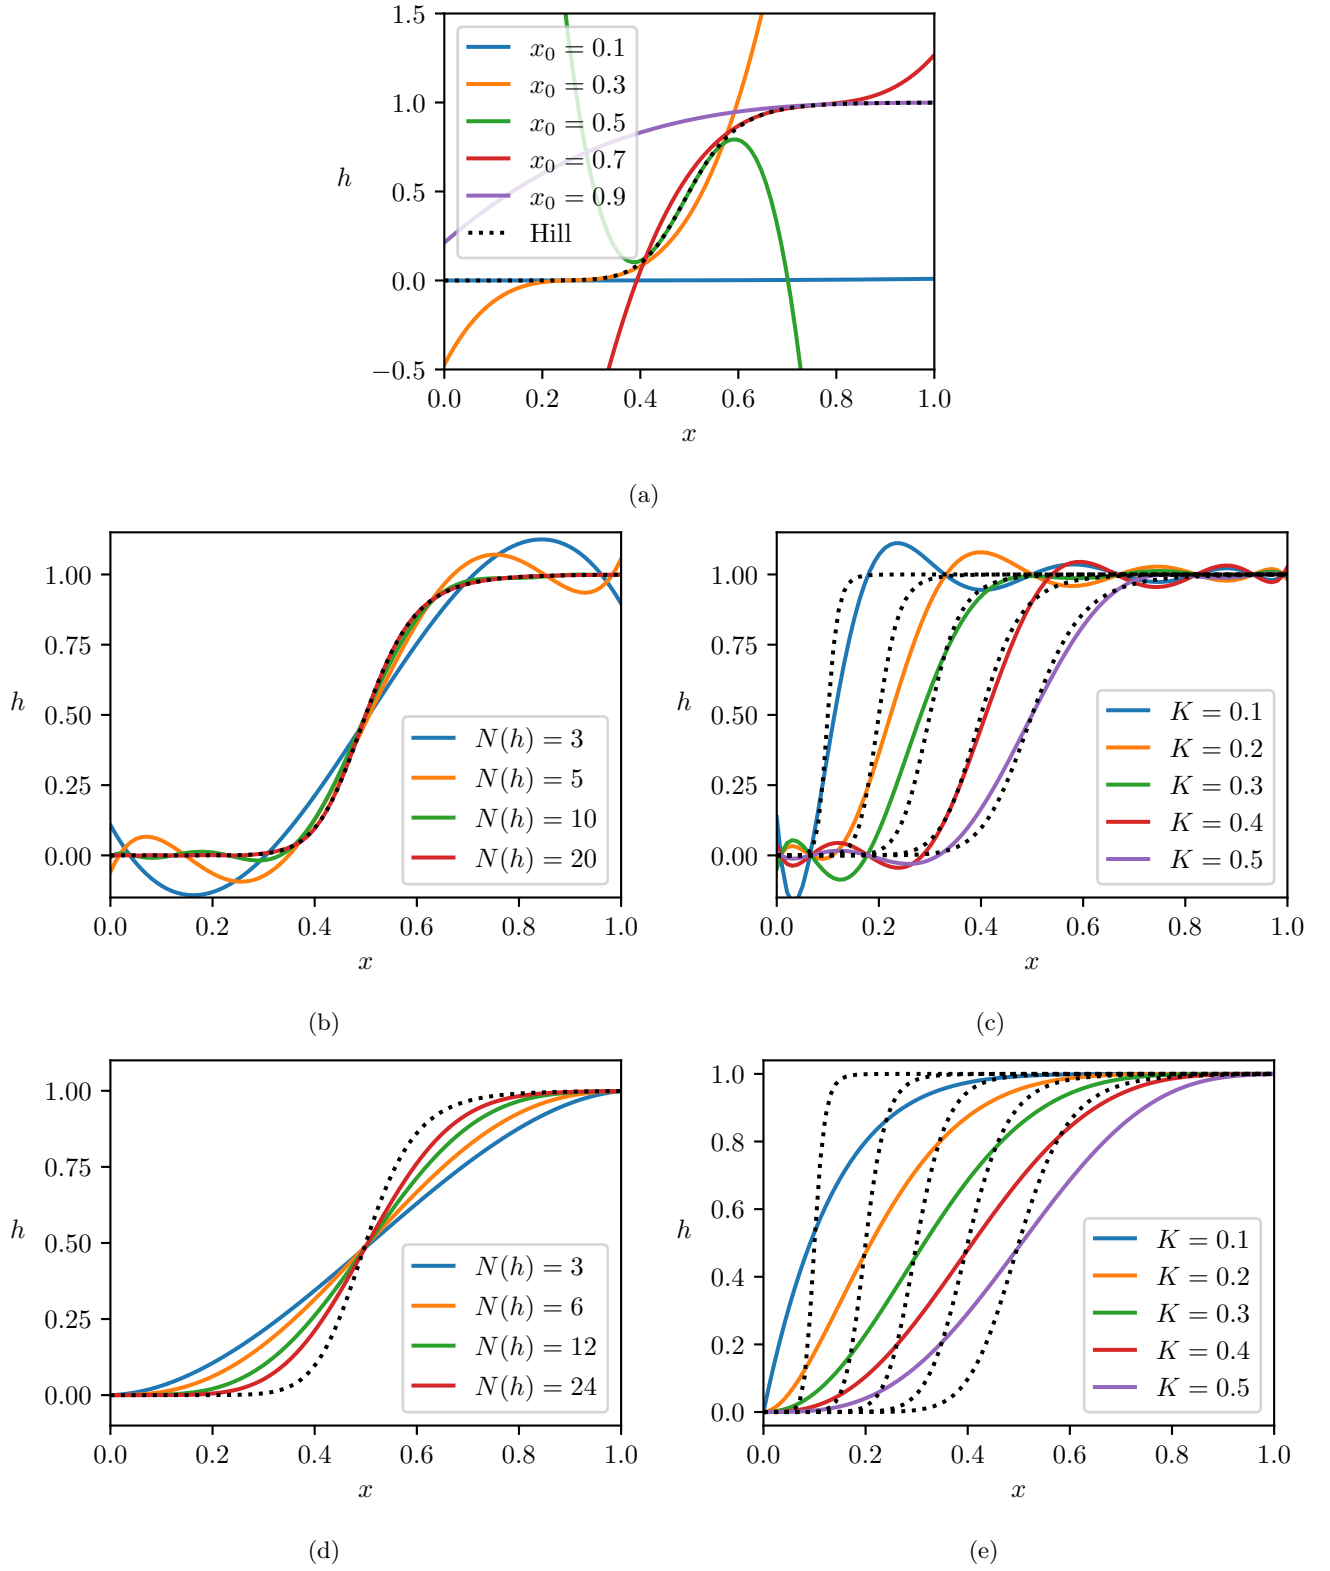 1.5
1.0
0.5
0.0
−0.5
h
x₀ = 0.1
x₀ = 0.3
x₀ = 0.5
x₀ = 0.7
x₀ = 0.9
Hill
0.0 0.2 0.4 0.6 0.8 1.0
x
(a)
1.00
0.75
0.50
0.25
0.00
h
N(h) = 3
N(h) = 5
N(h) = 10
N(h) = 20
0.0 0.2 0.4 0.6 0.8 1.0
x
(b)
1.00
0.75
0.50
0.25
0.00
h
K = 0.1
K = 0.2
K = 0.3
K = 0.4
K = 0.5
0.0 0.2 0.4 0.6 0.8 1.0
x
(c)
1.00
0.75
0.50
0.25
0.00
h
N(h) = 3
N(h) = 6
N(h) = 12
N(h) = 24
0.0 0.2 0.4 0.6 0.8 1.0
x
(d)
1.0
0.8
0.6
0.4
0.2
0.0
h
K = 0.1
K = 0.2
K = 0.3
K = 0.4
K = 0.5
0.0 0.2 0.4 0.6 0.8 1.0
x
(e)